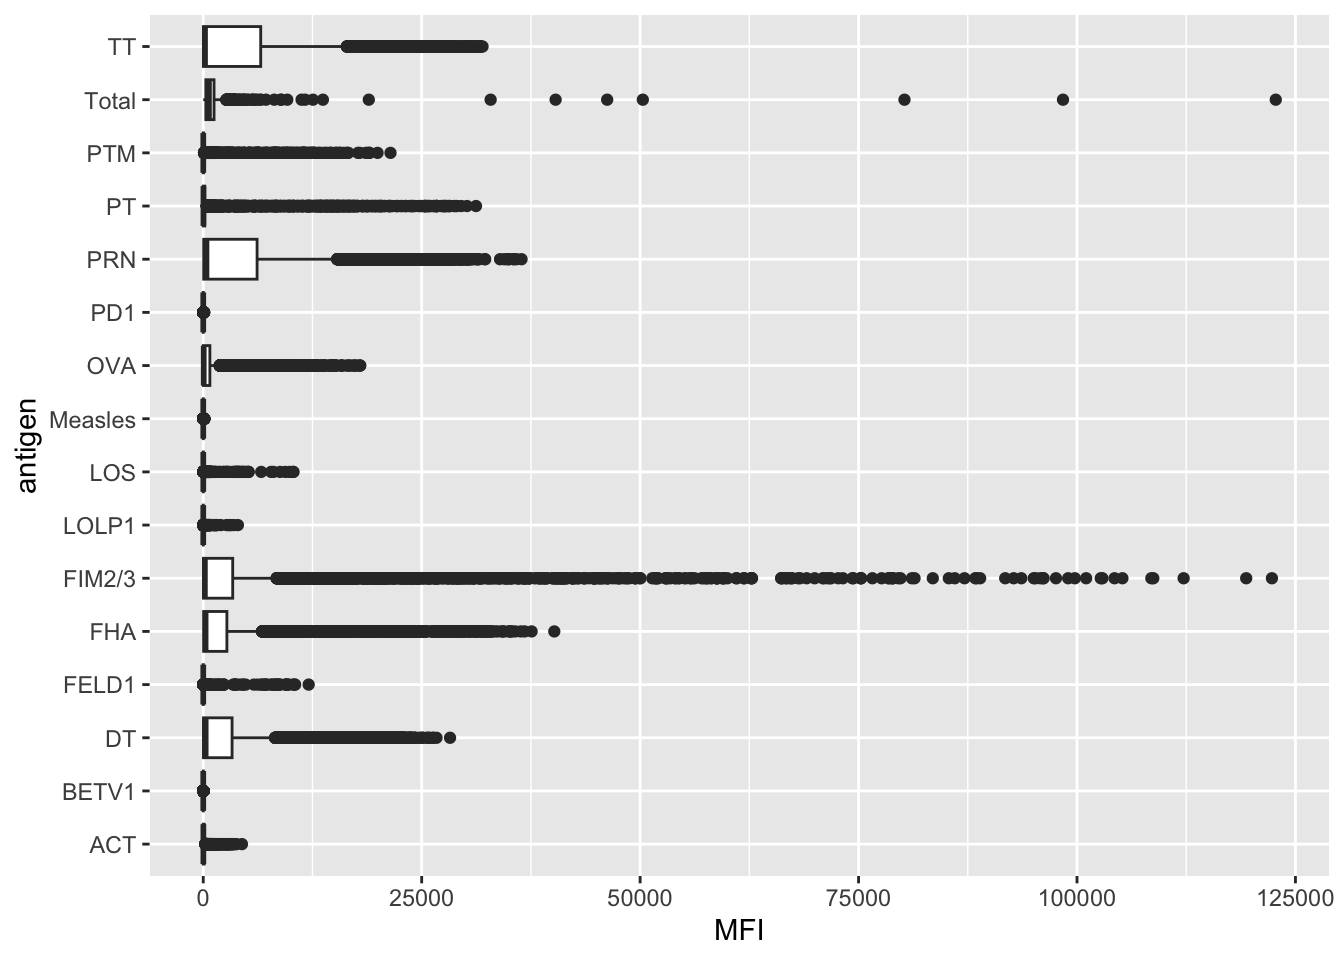 TT
Total
PTM
PT
PRN
PD1
OVA
Measles
LOS
LOLP1
FIM2/3
FHA
FELD1
DT
BETV1
ACT
antigen
0 25000 50000 75000 100000 125000
MFI